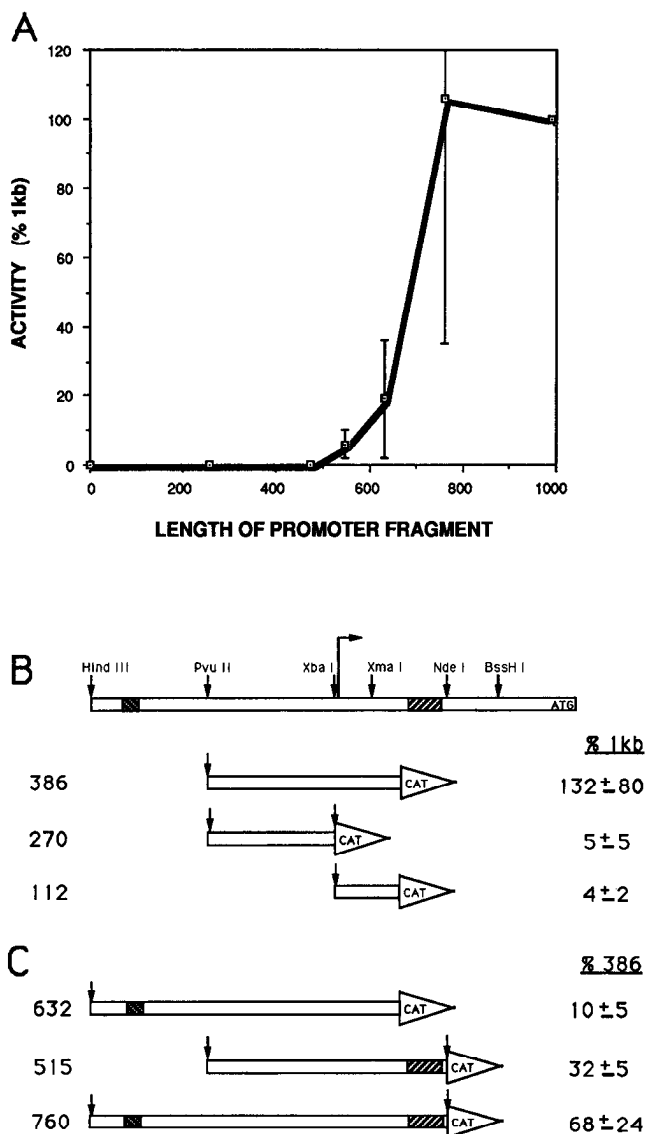 A
120
100
80
60
40
20
0
ACTIVITY (% 1kb)
0 200 400 600 800 1000
LENGTH OF PROMOTER FRAGMENT
B
Hind III Pvu II Xba I Xma I Nde I BssH I
ATG
% 1kb
386 CAT 132±80
270 CAT 5±5
112 CAT 4±2
C
% 386
632 CAT 10±5
515 CAT 32±5
760 CAT 68±24